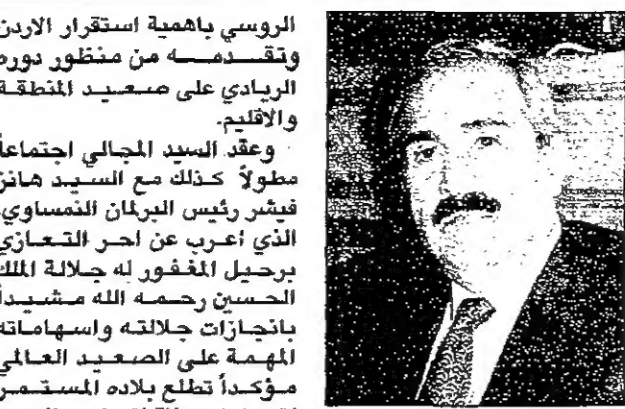 الروسي باهمية استقرار الاردن
وتقدمه من منظور دوره
الريادي على صعيد المنطقة
والاقليم.
وعقد السيد المجالي اجتماعاً
مطولاً كذلك مع السيد هانز
فيشر رئيس البرلمان النمساوي
الذي اعرب عن احر التعازي
برحيل المغفور له جلالة الملك
الحسين رحمه الله مشيداً
بانجازات جلالته واسهاماته
المهمة على الصعيد العالمي
مؤكداً تطلع بلاده المستمر